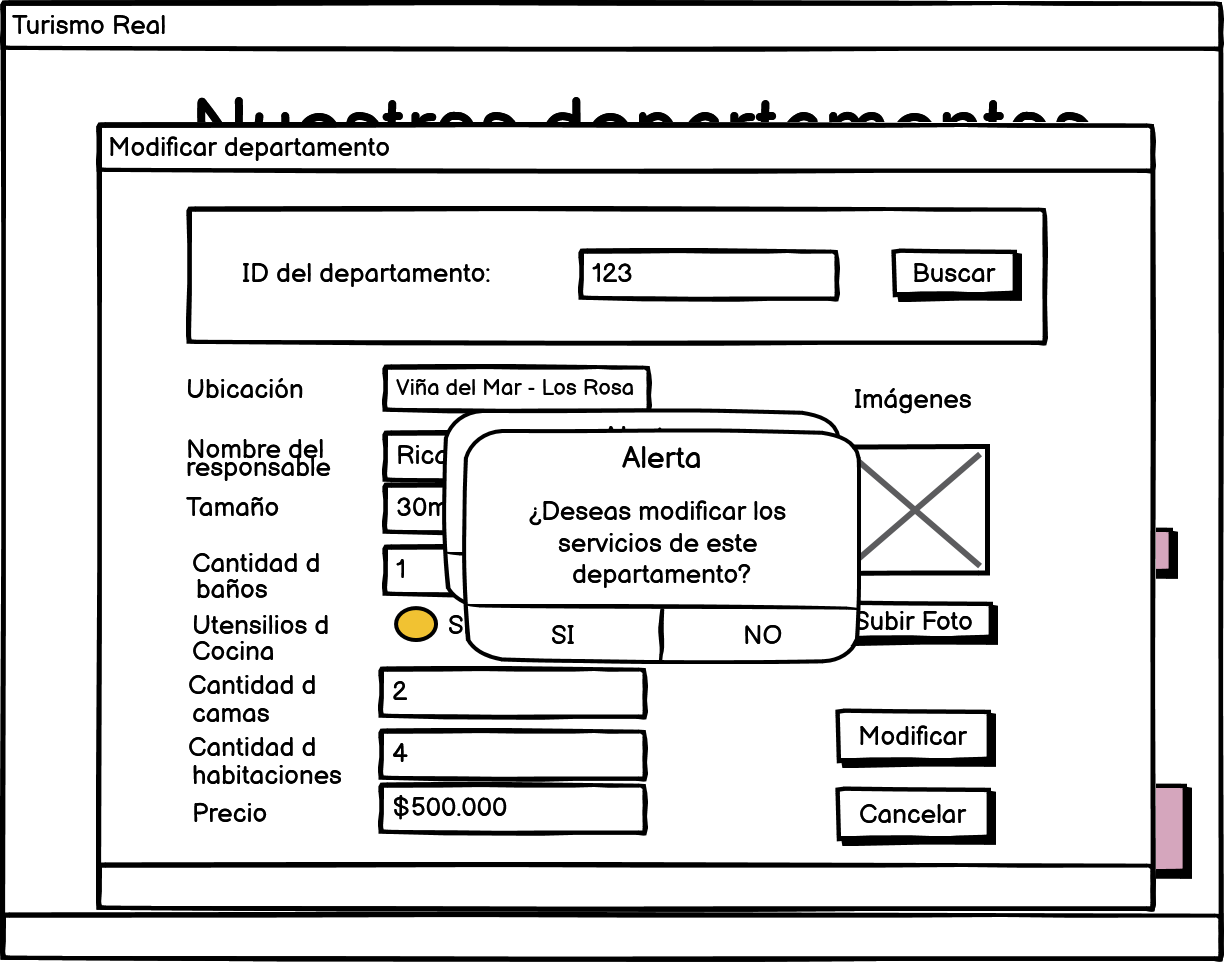 Turismo Real
Nuestros departamentos
Modificar departamento
ID del departamento:
123
Buscar
Ubicación
Viña del Mar - Los Rosa
Imágenes
Nombre del
responsable
Tamaño
30m
Cantidad d
baños
1
Utensilios d
Cocina
S
Alerta
¿Deseas modificar los
servicios de este
departamento?
SI
NO
Subir Foto
Cantidad d
camas
2
Cantidad d
habitaciones
4
Modificar
Precio
$500.000
Cancelar